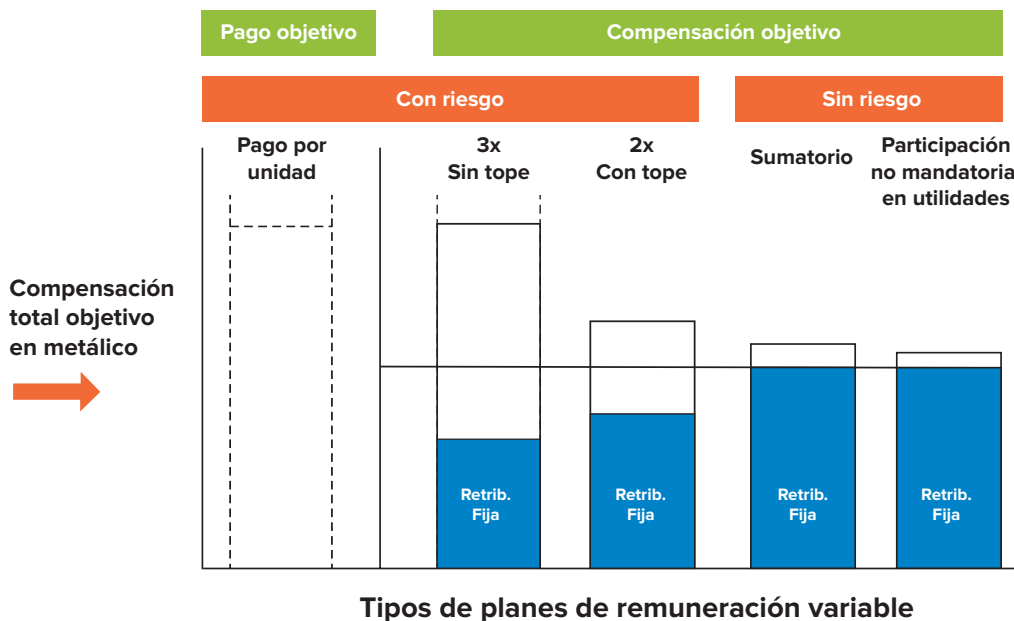 Pago objetivo
Compensación objetivo
Con riesgo
Sin riesgo
Pago por
unidad
3x
Sin tope
2x
Con tope
Sumatorio
Participación
no mandatoria
en utilidades
Compensación
total objetivo
en metálico
Retrib.
Fija
Retrib.
Fija
Retrib.
Fija
Retrib.
Fija
Tipos de planes de remuneración variable